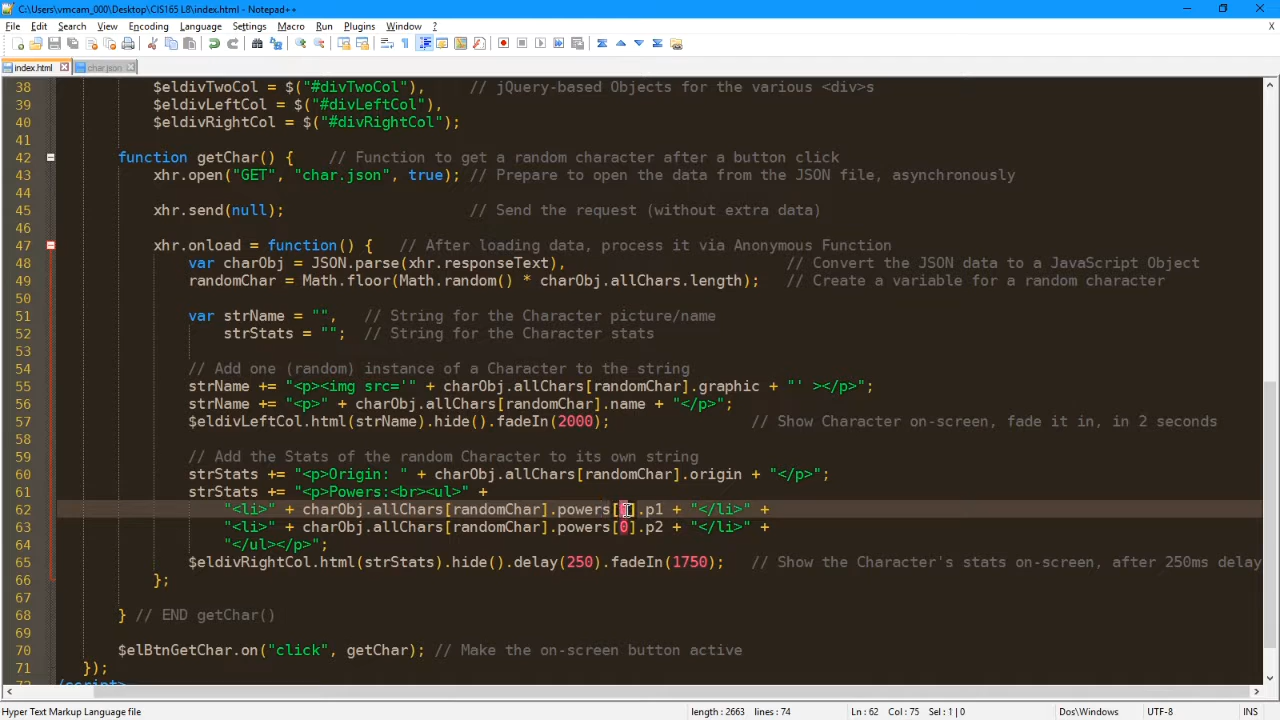 C:\Users\vmcam_000\Desktop\CIS165 L8\index.html - Notepad++
File Edit Search View Encoding Language Settings Macro Run Plugins Window ? X
index.html char.json
38 $eldivTwoCol = $("#divTwoCol"), // jQuery-based Objects for the various <div>s
39 $eldivLeftCol = $("#divLeftCol"),
40 $eldivRightCol = $("#divRightCol");
41
42 function getChar() { // Function to get a random character after a button click
43 xhr.open("GET", "char.json", true); // Prepare to open the data from the JSON file, asynchronously
44
45 xhr.send(null); // Send the request (without extra data)
46
47 xhr.onload = function() { // After loading data, process it via Anonymous Function
48 var charObj = JSON.parse(xhr.responseText), // Convert the JSON data to a JavaScript Object
49 randomChar = Math.floor(Math.random() * charObj.allChars.length); // Create a variable for a random character
50
51 var strName = "", // String for the Character picture/name
52 strStats = ""; // String for the Character stats
53
54 // Add one (random) instance of a Character to the string
55 strName += "<p><img src='" + charObj.allChars[randomChar].graphic + "' ></p>";
56 strName += "<p>" + charObj.allChars[randomChar].name + "</p>";
57 $eldivLeftCol.html(strName).hide().fadeIn(2000); // Show Character on-screen, fade it in, in 2 seconds
58
59 // Add the Stats of the random Character to its own string
60 strStats += "<p>Origin: " + charObj.allChars[randomChar].origin + "</p>";
61 strStats += "<p>Powers:<br><ul>" +
62 "<li>" + charObj.allChars[randomChar].powers[].p1 + "</li>" +
63 "<li>" + charObj.allChars[randomChar].powers[0].p2 + "</li>" +
64 "</ul></p>";
65 $eldivRightCol.html(strStats).hide().delay(250).fadeIn(1750); // Show the Character's stats on-screen, after 250ms delay
66 };
67
68 } // END getChar()
69
70 $elBtnGetChar.on("click", getChar); // Make the on-screen button active
71 });
Hyper Text Markup Language file length : 2663 lines : 74 Ln : 62 Col : 75 Sel : 1 | 0 Dos\Windows UTF-8 INS